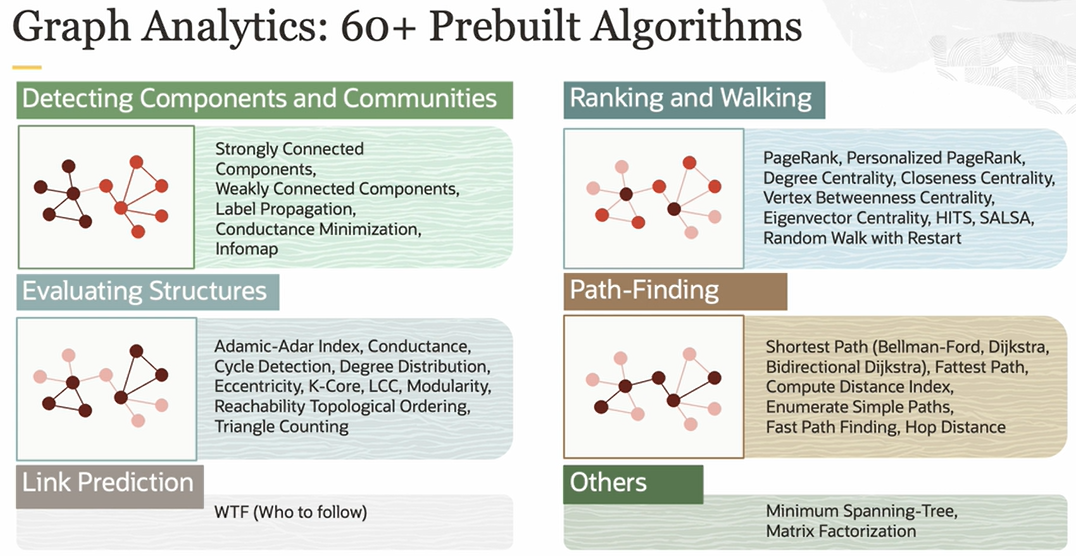 Graph Analytics: 60+ Prebuilt Algorithms
Detecting Components and Communities
Strongly Connected
Components,
Weakly Connected Components,
Label Propagation,
Conductance Minimization,
Infomap
Ranking and Walking
PageRank, Personalized PageRank,
Degree Centrality, Closeness Centrality,
Vertex Betweenness Centrality,
Eigenvector Centrality, HITS, SALSA,
Random Walk with Restart
Evaluating Structures
Adamic-Adar Index, Conductance,
Cycle Detection, Degree Distribution,
Eccentricity, K-Core, LCC, Modularity,
Reachability Topological Ordering,
Triangle Counting
Path-Finding
Shortest Path (Bellman-Ford, Dijkstra,
Bidirectional Dijkstra), Fattest Path,
Compute Distance Index,
Enumerate Simple Paths,
Fast Path Finding, Hop Distance
Link Prediction
WTF (Who to follow)
Others
Minimum Spanning-Tree,
Matrix Factorization